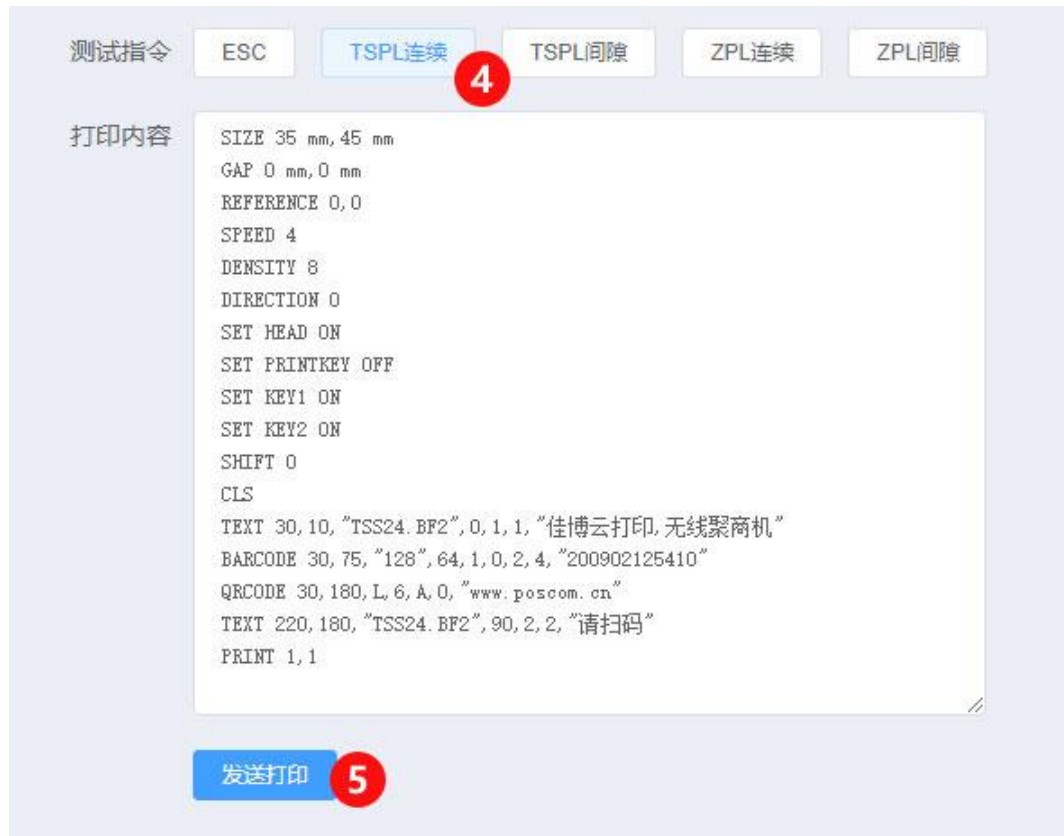 测试指令 ESC TSPL连续 TSPL间隙 ZPL连续 ZPL间隙
4
打印内容
SIZE 35 mm,45 mm
GAP 0 mm,0 mm
REFERENCE 0,0
SPEED 4
DENSITY 8
DIRECTION 0
SET HEAD ON
SET PRINTKEY OFF
SET KEY1 ON
SET KEY2 ON
SHIFT 0
CLS
TEXT 30,10,"TSS24.BF2",0,1,1,"佳博云打印,无线聚商机"
BARCODE 30,75,"128",64,1,0,2,4,"200902125410"
QRCODE 30,180,L,6,A,0,"www.poscom.cn"
TEXT 220,180,"TSS24.BF2",90,2,2,"请扫码"
PRINT 1,1
发送打印 5